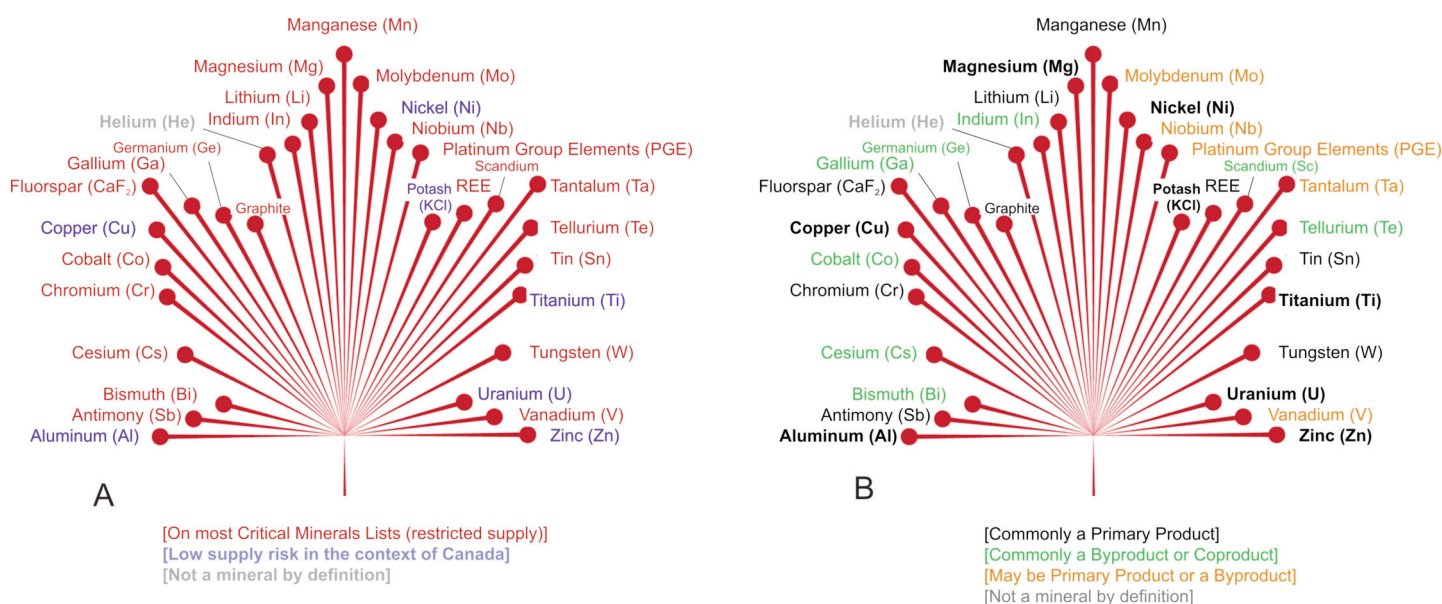 Manganese (Mn)
Magnesium (Mg)
Molybdenum (Mo)
Lithium (Li)
Nickel (Ni)
Indium (In)
Helium (He)
Niobium (Nb)
Germanium (Ge)
Platinum Group Elements (PGE)
Gallium (Ga)
Scandium
Fluorspar (CaF₂)
Potash
(KCl)
REE
Tantalum (Ta)
Graphite
Copper (Cu)
Tellurium (Te)
Cobalt (Co)
Tin (Sn)
Chromium (Cr)
Titanium (Ti)
Cesium (Cs)
Tungsten (W)
Bismuth (Bi)
Uranium (U)
Antimony (Sb)
Vanadium (V)
Aluminum (Al)
Zinc (Zn)
A
[On most Critical Minerals Lists (restricted supply)]
[Low supply risk in the context of Canada]
[Not a mineral by definition]
Manganese (Mn)
Magnesium (Mg)
Molybdenum (Mo)
Lithium (Li)
Nickel (Ni)
Indium (In)
Helium (He)
Niobium (Nb)
Germanium (Ge)
Platinum Group Elements (PGE)
Gallium (Ga)
Scandium (Sc)
Fluorspar (CaF₂)
Potash
(KCl)
REE
Tantalum (Ta)
Graphite
Copper (Cu)
Tellurium (Te)
Cobalt (Co)
Tin (Sn)
Chromium (Cr)
Titanium (Ti)
Cesium (Cs)
Tungsten (W)
Bismuth (Bi)
Uranium (U)
Antimony (Sb)
Vanadium (V)
Aluminum (Al)
Zinc (Zn)
B
[Commonly a Primary Product]
[Commonly a Byproduct or Coproduct]
[May be Primary Product or a Byproduct]
[Not a mineral by definition]